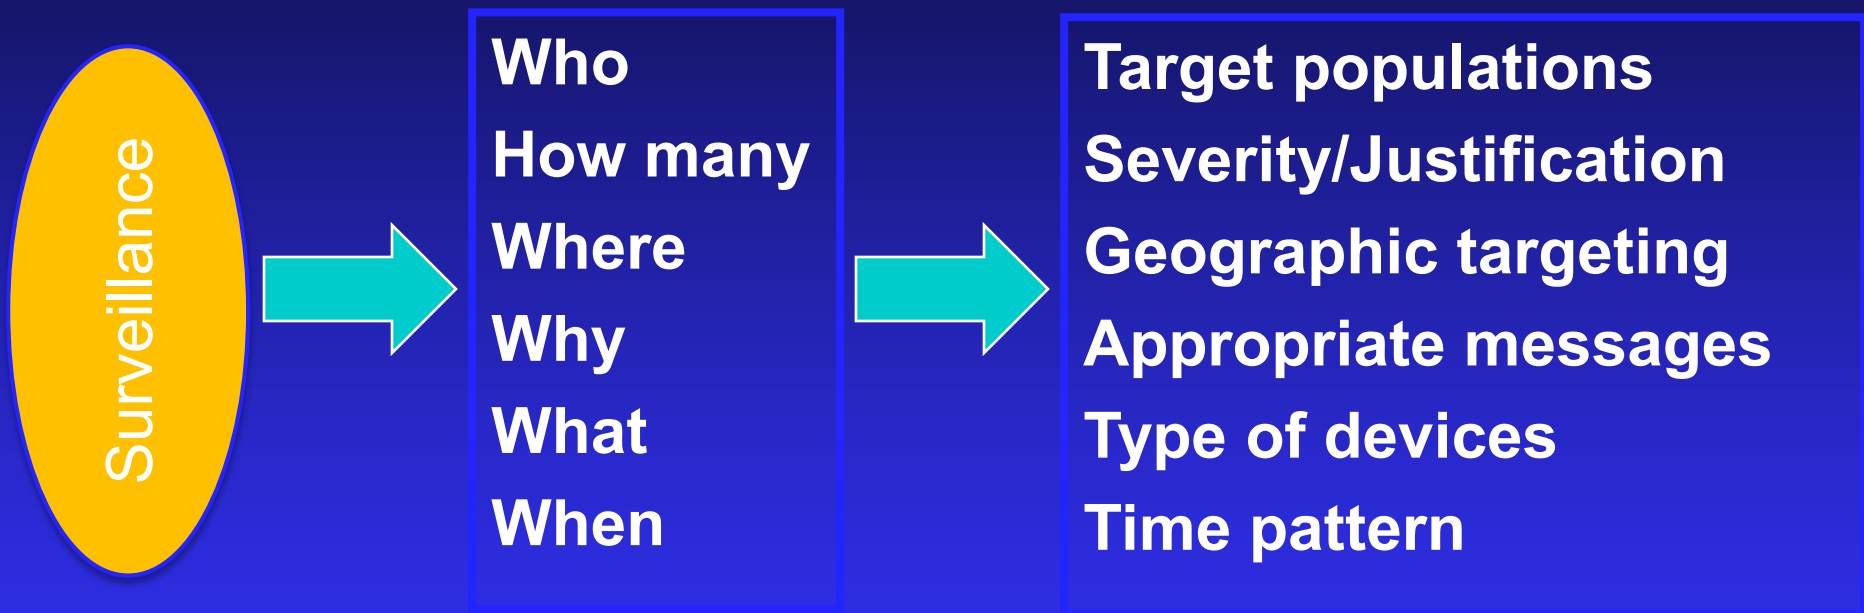 Surveillance
Who
How many
Where
Why
What
When
Target populations
Severity/Justification
Geographic targeting
Appropriate messages
Type of devices
Time pattern